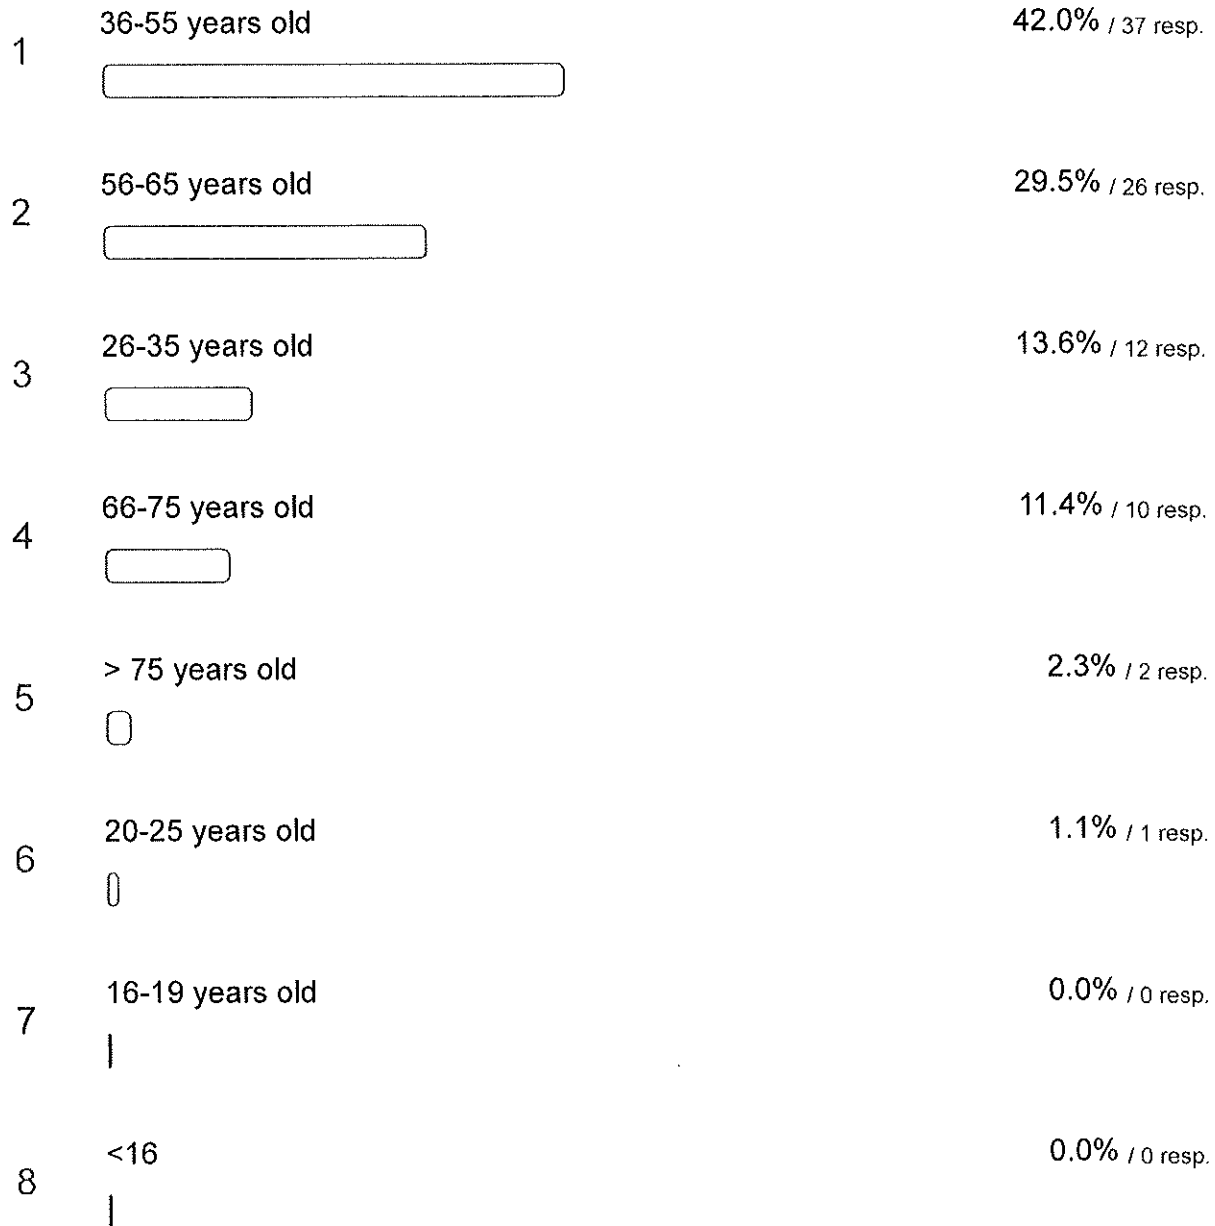 1 36-55 years old 42.0% / 37 resp.
2 56-65 years old 29.5% / 26 resp.
3 26-35 years old 13.6% / 12 resp.
4 66-75 years old 11.4% / 10 resp.
5 > 75 years old 2.3% / 2 resp.
6 20-25 years old 1.1% / 1 resp.
7 16-19 years old 0.0% / 0 resp.
8 <16 0.0% / 0 resp.